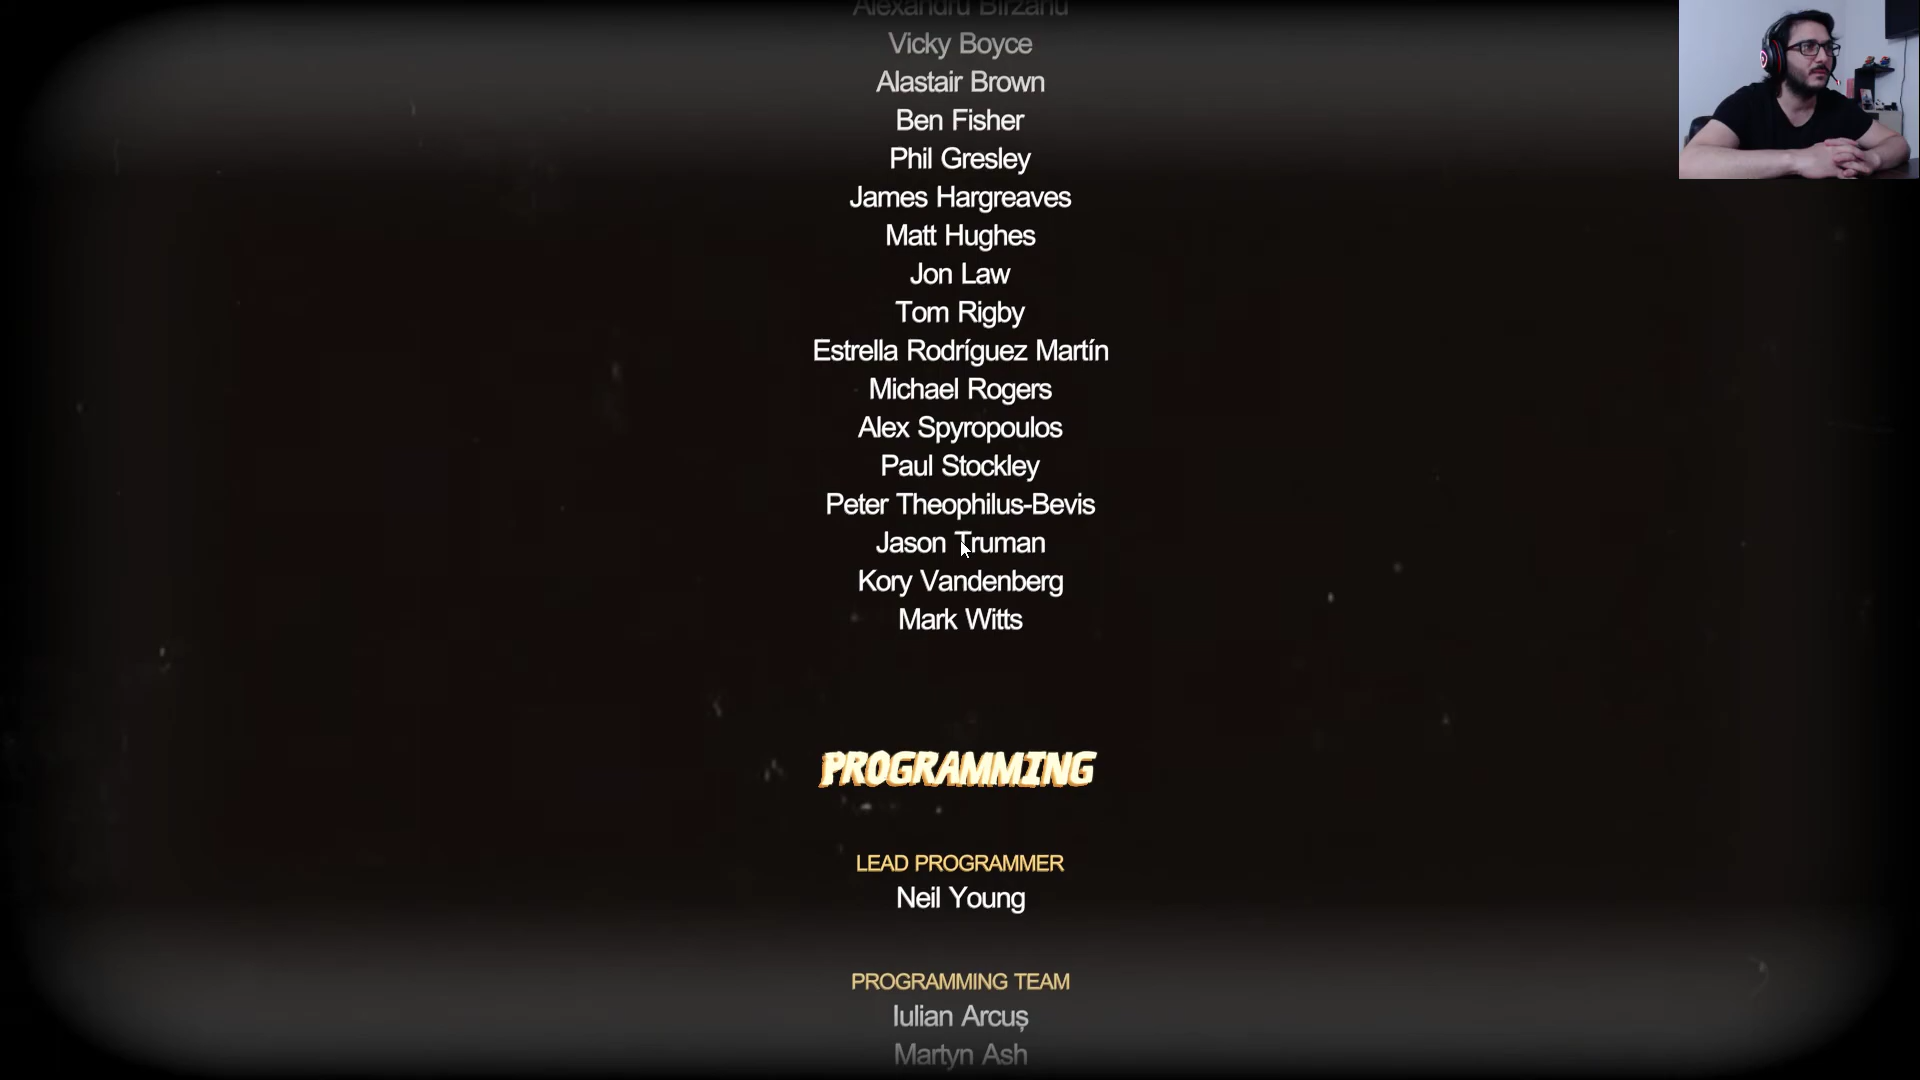 Alexandru Bîrzanu
Vicky Boyce
Alastair Brown
Ben Fisher
Phil Gresley
James Hargreaves
Matt Hughes
Jon Law
Tom Rigby
Estrella Rodríguez Martín
Michael Rogers
Alex Spyropoulos
Paul Stockley
Peter Theophilus-Bevis
Jason Truman
Kory Vandenberg
Mark Witts
PROGRAMMING
LEAD PROGRAMMER
Neil Young
PROGRAMMING TEAM
Iulian Arcuș
Martyn Ash